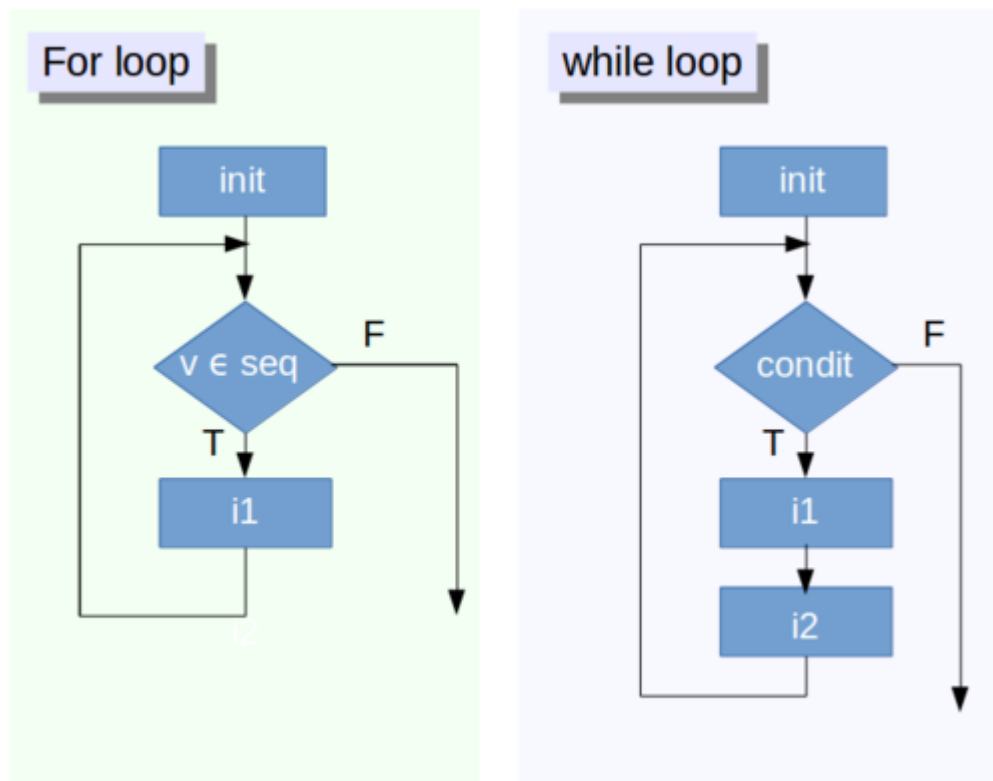 For loop
init
v ϵ seq
F
T
i1
i2
while loop
init
condit
F
T
i1
i2